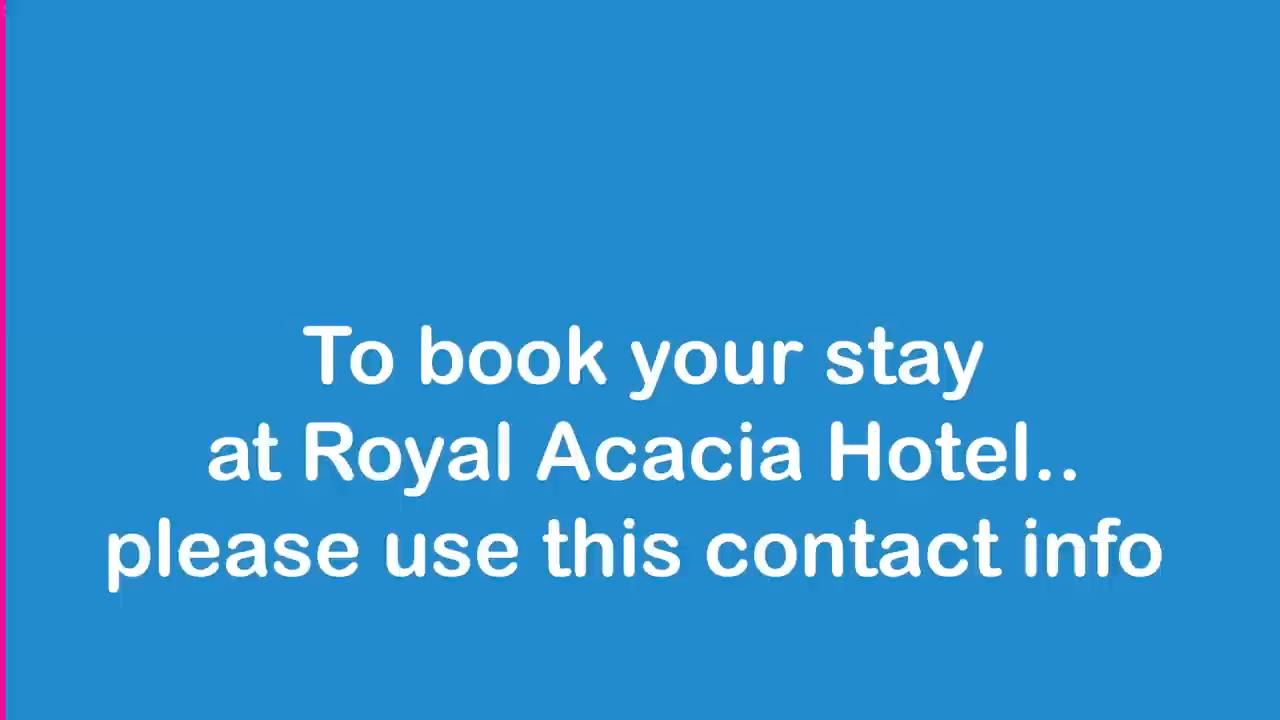 To book your stay
at Royal Acacia Hotel..
please use this contact info